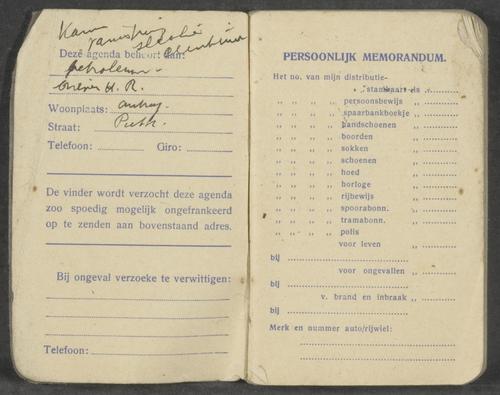 Deze agenda behoort aan:
petroleum
H. R.
Woonplaats:
Straat:
Telefoon: Giro:
De vinder wordt verzocht deze agenda
zoo spoedig mogelijk ongefrankeerd
op te zenden aan bovenstaand adres.
Bij ongeval verzoeke te verwittigen:
Telefoon:
PERSOONLIJK MEMORANDUM.
Het no. van mijn distributie-
stamkaart is „
„ „ „ persoonsbewijs „
„ „ „ spaarbankboekje „
„ „ „ handschoenen „
„ „ „ boorden „
„ „ „ sokken „
„ „ „ schoenen „
„ „ „ hoed „
„ „ „ horloge „
„ „ „ rijbewijs „
„ „ „ spoorabonn. „
„ „ „ tramabonn. „
„ „ „ polis
voor leven „
bij
voor ongevallen „
bij
v. brand en inbraak „
bij
Merk en nummer auto/rijwiel: